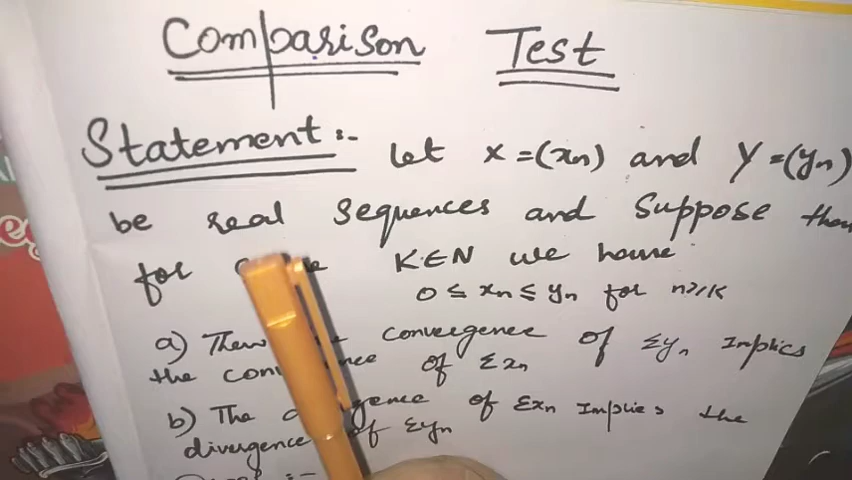 Comparison Test
Statement:- Let X=(xn) and Y=(yn)
be real sequences and Suppose that
for K∈N we have
0 ≤ xn ≤ yn for n≥K
a) Then convergence of Σyn Implies
the of Σxn
b) The of Σxn Implies the
divergence of Σyn